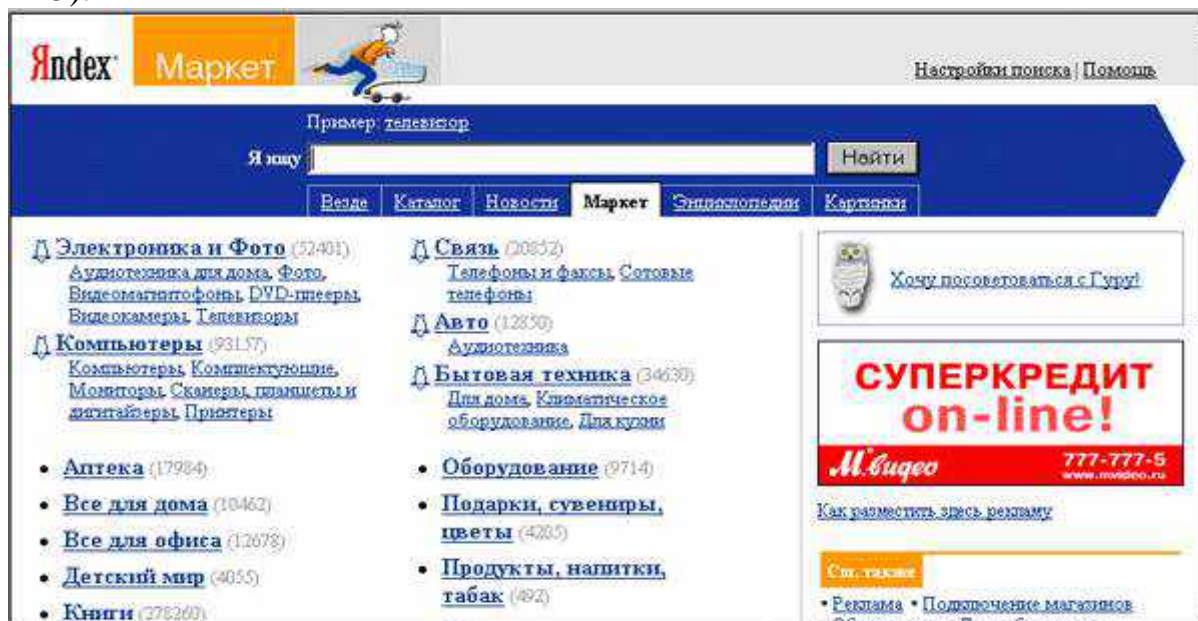 Яndex Маркет
Настройки поиска | Помощь
Пример: телевизор
Я ищу Найти
Везде Каталог Новости Маркет Энциклопедии Картинки
Электроника и Фото (52401)
Аудиотехника для дома, Фото,
Видеомагнитофоны, DVD-плееры,
Видеокамеры, Телевизоры
Компьютеры (93157)
Компьютеры, Комплектующие,
Мониторы, Сканеры, планшеты и
дигитайзеры, Принтеры
Связь (20852)
Телефоны и факсы, Сотовые
телефоны
Авто (12850)
Аудиотехника
Бытовая техника (34630)
Для дома, Климатическое
оборудование, Для кухни
• Аптека (17984)
• Все для дома (10462)
• Все для офиса (12678)
• Детский мир (4055)
• Книги (278260)
• Оборудование (9714)
• Подарки, сувениры,
цветы (4205)
• Продукты, напитки,
табак (492)
Хочу посоветоваться с Гуру!
СУПЕРКРЕДИТ
on-line!
М.видео 777-777-5
www.mvideo.ru
Как разместить здесь рекламу
См. также
• Реклама • Подключение магазинов